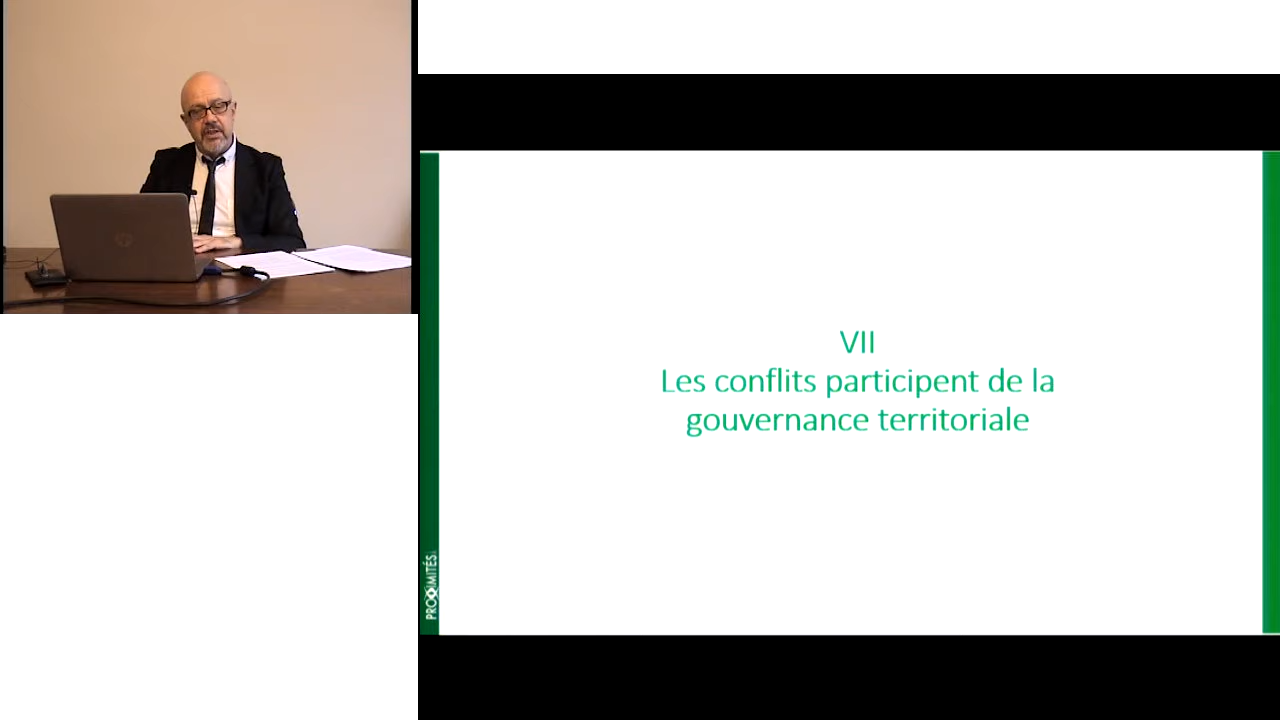 VII
Les conflits participent de la
gouvernance territoriale
PROXIMITÉS